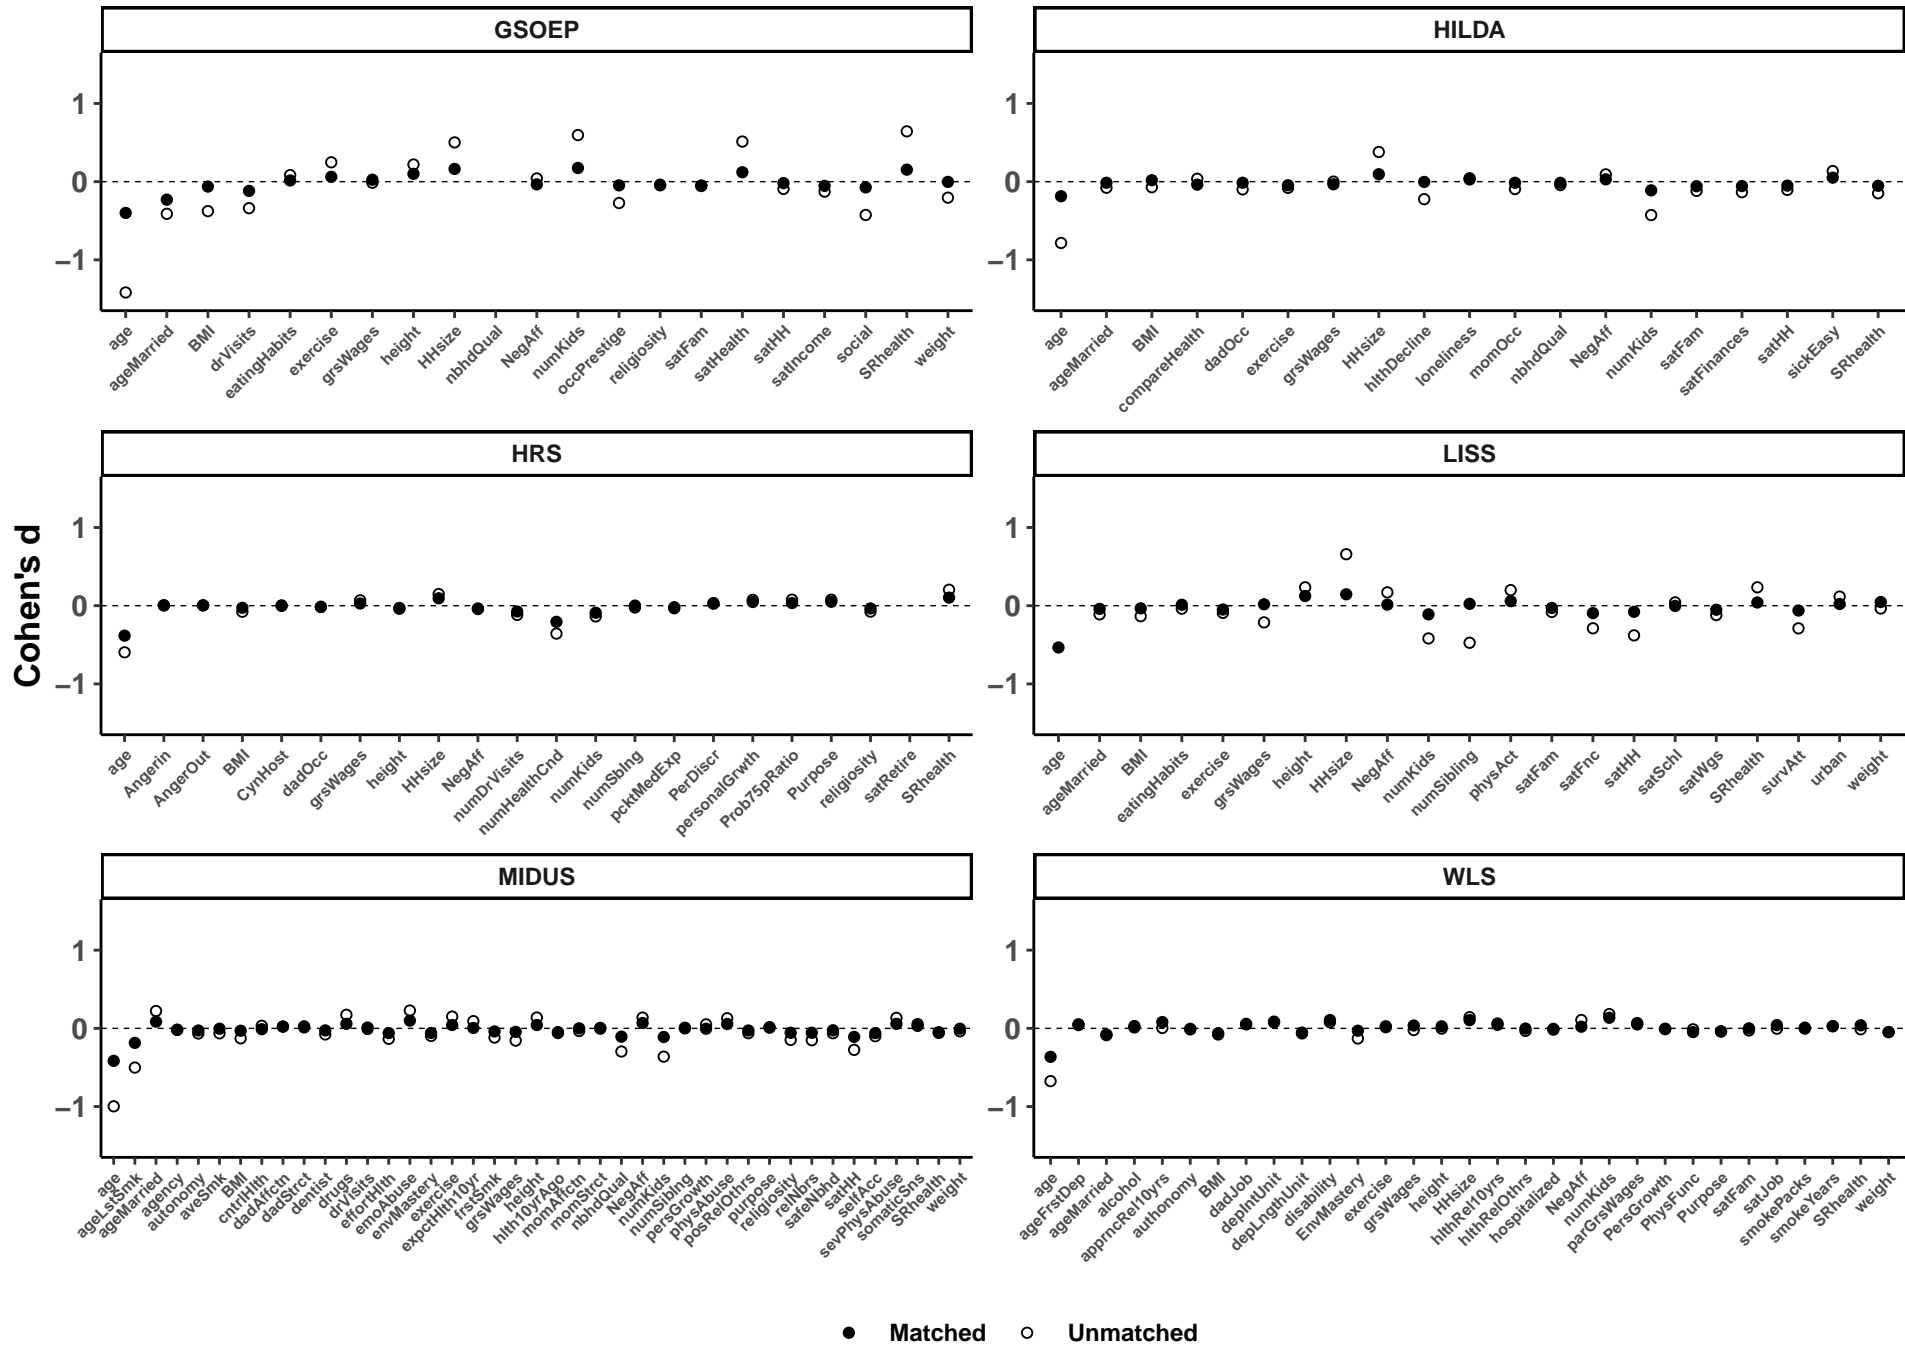 GSOEP
1
0
−1
age
ageMarried
BMI
drVisits
eatingHabits
exercise
grsWages
height
HHsize
nbhdQual
NegAff
numKids
occPrestige
religiosity
satFam
satHealth
satHH
satIncome
social
SRhealth
weight
HILDA
1
0
−1
age
ageMarried
BMI
compareHealth
dadOcc
exercise
grsWages
HHsize
hlthDecline
loneliness
momOcc
nbhdQual
NegAff
numKids
satFam
satFinances
satHH
sickEasy
SRhealth
Cohen's d
HRS
1
0
−1
age
Angerin
AngerOut
BMI
CynHost
dadOcc
grsWages
height
HHsize
NegAff
numDrVisits
numHealthCnd
numKids
numSblng
pcktMedExp
PerDiscr
personalGrwth
Prob75pRatio
Purpose
religiosity
satRetire
SRhealth
LISS
1
0
−1
age
ageMarried
BMI
eatingHabits
exercise
grsWages
height
HHsize
NegAff
numKids
numSibling
physAct
satFam
satFnc
satHH
satSchl
satWgs
SRhealth
survAtt
urban
weight
MIDUS
1
0
−1
age
ageLstSmk
ageMarried
agency
autonomy
aveSmk
BMI
cntrlHlth
dadAffctn
dadStrct
dentist
drugs
drVisits
effortHlth
emoAbuse
envMastery
exercise
expctHlth10yr
frstSmk
grsWages
height
hlth10yrAgo
momAffctn
momStrct
nbhdQual
NegAff
numKids
numSiblng
persGrowth
physAbuse
posRelOthrs
purpose
religiosity
relNbrs
safeNbhd
satHH
selfAcc
sevPhysAbuse
somaticSns
SRhealth
weight
WLS
1
0
−1
age
ageFrstDep
ageMarried
alcohol
apprncRel10yrs
authonomy
BMI
dadJob
depIntUnit
depLngthUnit
disability
EnvMastery
exercise
grsWages
height
HHsize
hlthRel10yrs
hlthRelOthrs
hospitalized
NegAff
numKids
parGrsWages
PersGrowth
PhysFunc
Purpose
satFam
satJob
smokePacks
smokeYears
SRhealth
weight
Matched
Unmatched